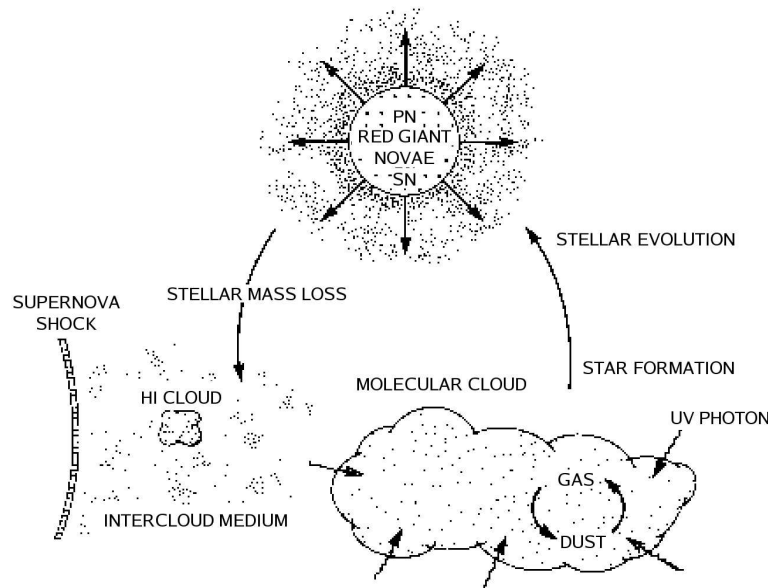 PN
RED GIANT
NOVAE
SN
STELLAR EVOLUTION
STELLAR MASS LOSS
SUPERNOVA
SHOCK
STAR FORMATION
HI CLOUD
MOLECULAR CLOUD
UV PHOTON
GAS
INTERCLOUD MEDIUM
DUST